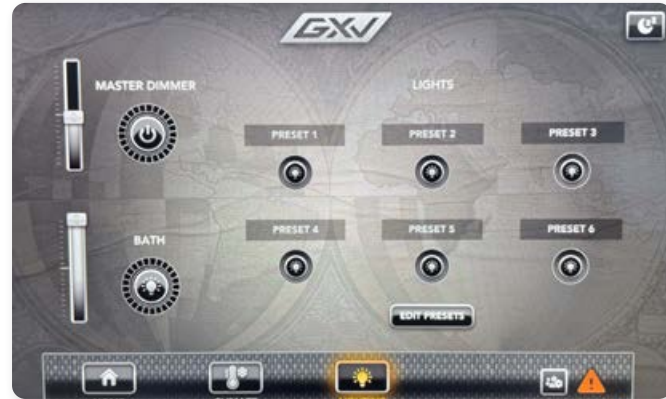 GXV
MASTER DIMMER
LIGHTS
PRESET 1
PRESET 2
PRESET 3
BATH
PRESET 4
PRESET 5
PRESET 6
EDIT PRESETS